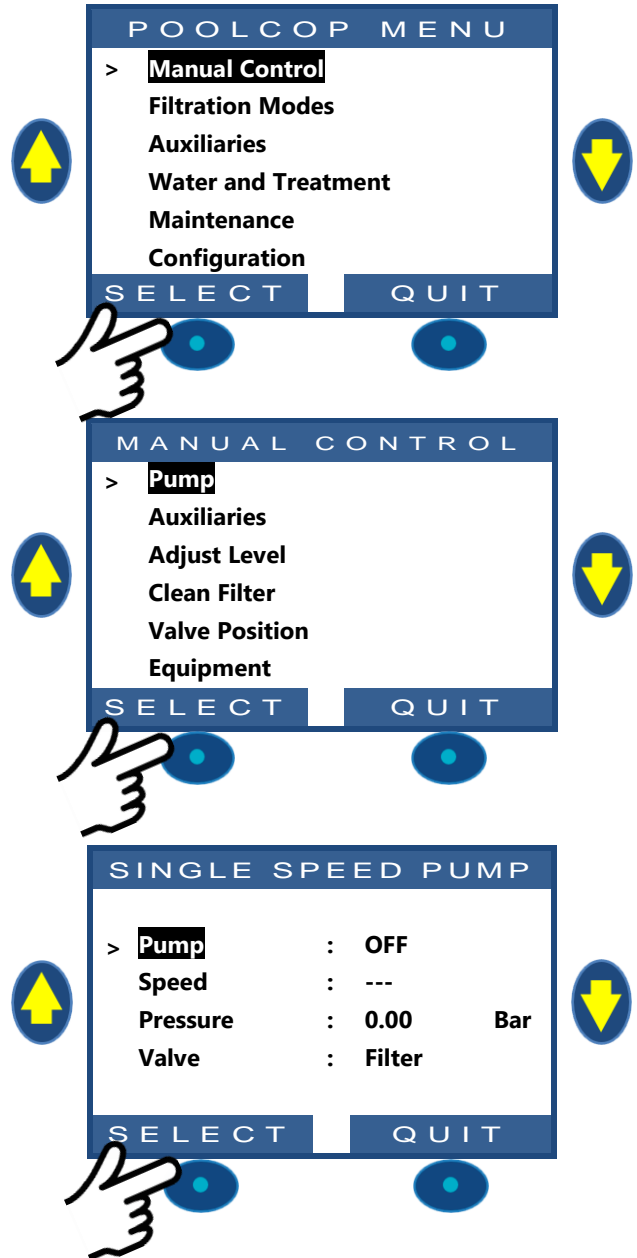 POOLCOP MENU
> Manual Control
Filtration Modes
Auxiliaries
Water and Treatment
Maintenance
Configuration
SELECT QUIT
MANUAL CONTROL
> Pump
Auxiliaries
Adjust Level
Clean Filter
Valve Position
Equipment
SELECT QUIT
SINGLE SPEED PUMP
> Pump : OFF
Speed : ---
Pressure : 0.00 Bar
Valve : Filter
SELECT QUIT